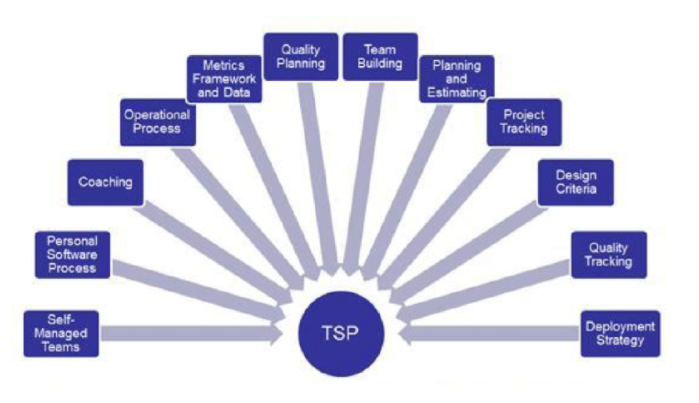 Quality
Planning
Team
Building
Metrics
Framework
and Data
Planning
and
Estimating
Operational
Process
Project
Tracking
Coaching
Design
Criteria
Personal
Software
Process
Quality
Tracking
Self-
Managed
Teams
TSP
Deployment
Strategy